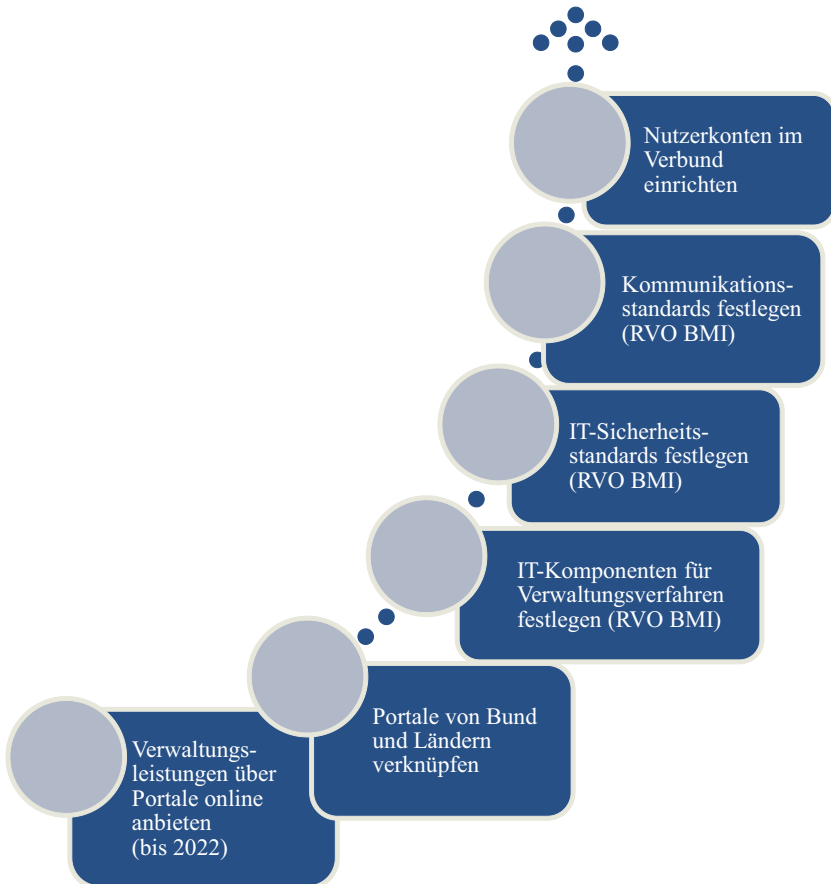 Nutzerkonten im
Verbund
einrichten
Kommunikations-
standards festlegen
(RVO BMI)
IT-Sicherheits-
standards festlegen
(RVO BMI)
IT-Komponenten für
Verwaltungsverfahren
festlegen (RVO BMI)
Portale von Bund
und Ländern
verknüpfen
Verwaltungs-
leistungen über
Portale online
anbieten
(bis 2022)